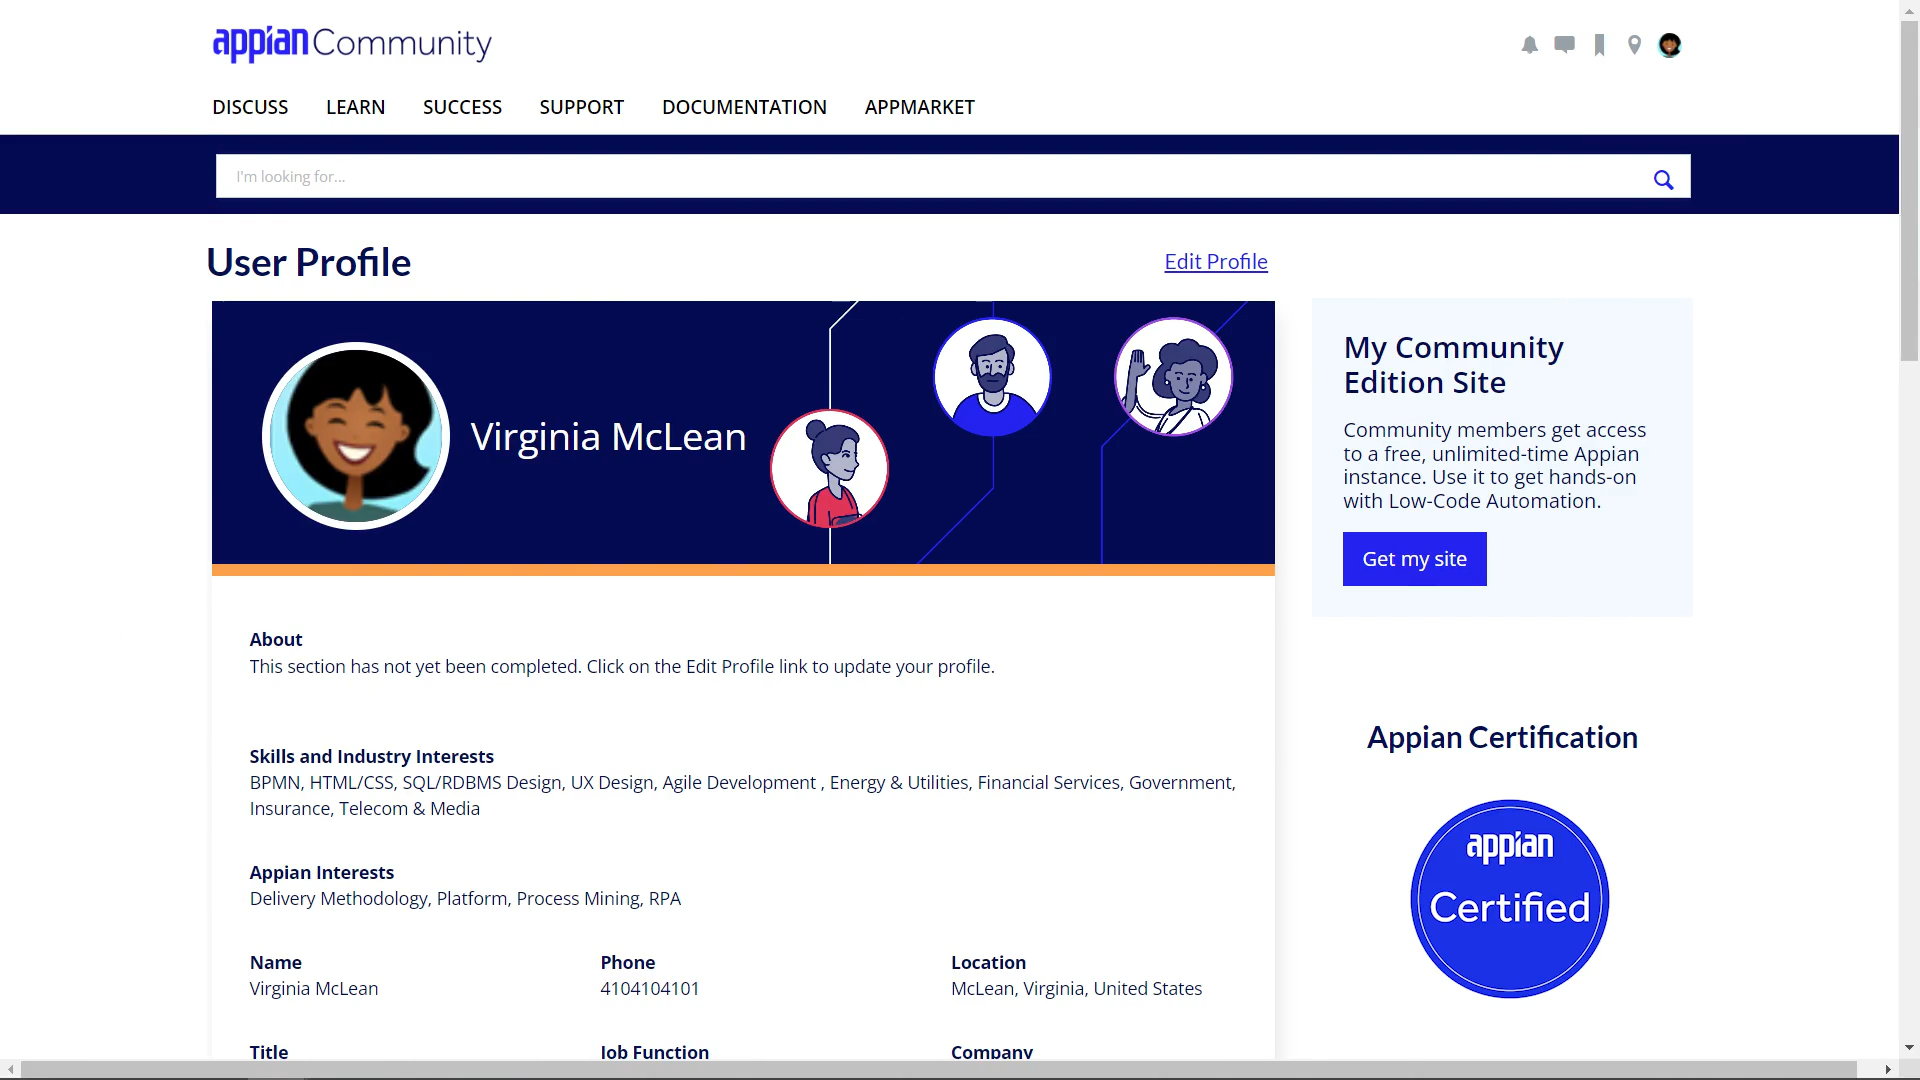 appian Community
DISCUSS LEARN SUCCESS SUPPORT DOCUMENTATION APPMARKET
I'm looking for...
User Profile
Edit Profile
Virginia McLean
My Community
Edition Site
Community members get access
to a free, unlimited-time Appian
instance. Use it to get hands-on
with Low-Code Automation.
Get my site
About
This section has not yet been completed. Click on the Edit Profile link to update your profile.
Skills and Industry Interests
BPMN, HTML/CSS, SQL/RDBMS Design, UX Design, Agile Development , Energy & Utilities, Financial Services, Government,
Insurance, Telecom & Media
Appian Interests
Delivery Methodology, Platform, Process Mining, RPA
Name Phone Location
Virginia McLean 4104104101 McLean, Virginia, United States
Title Job Function Company
Appian Certification
appian
Certified